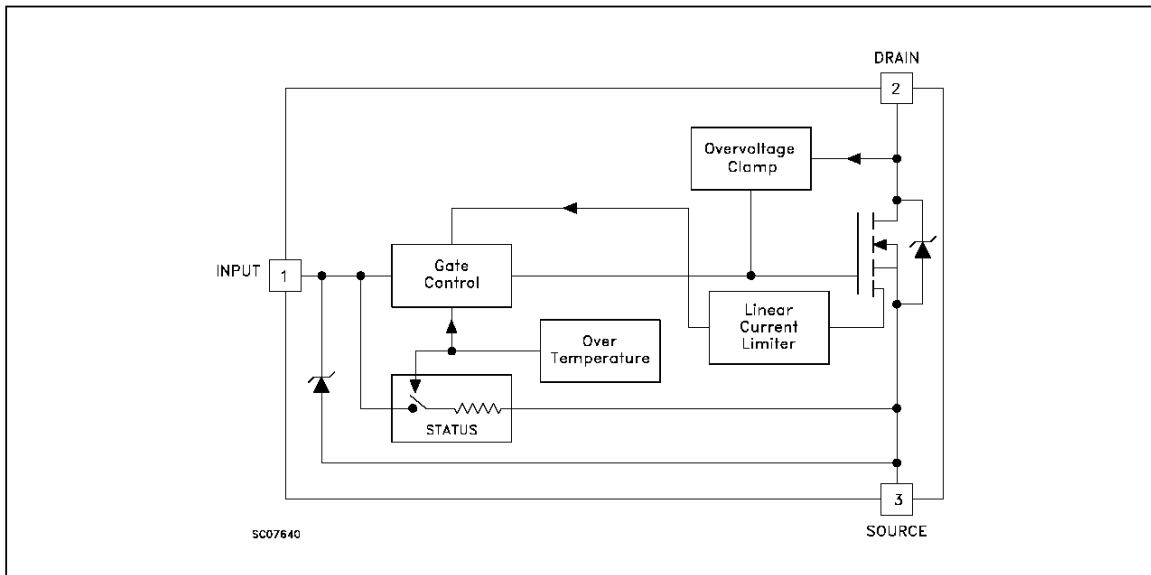 DRAIN
2
Overvoltage
Clamp
INPUT
1
Gate
Control
Linear
Current
Limiter
Over
Temperature
STATUS
3
SC07640
SOURCE